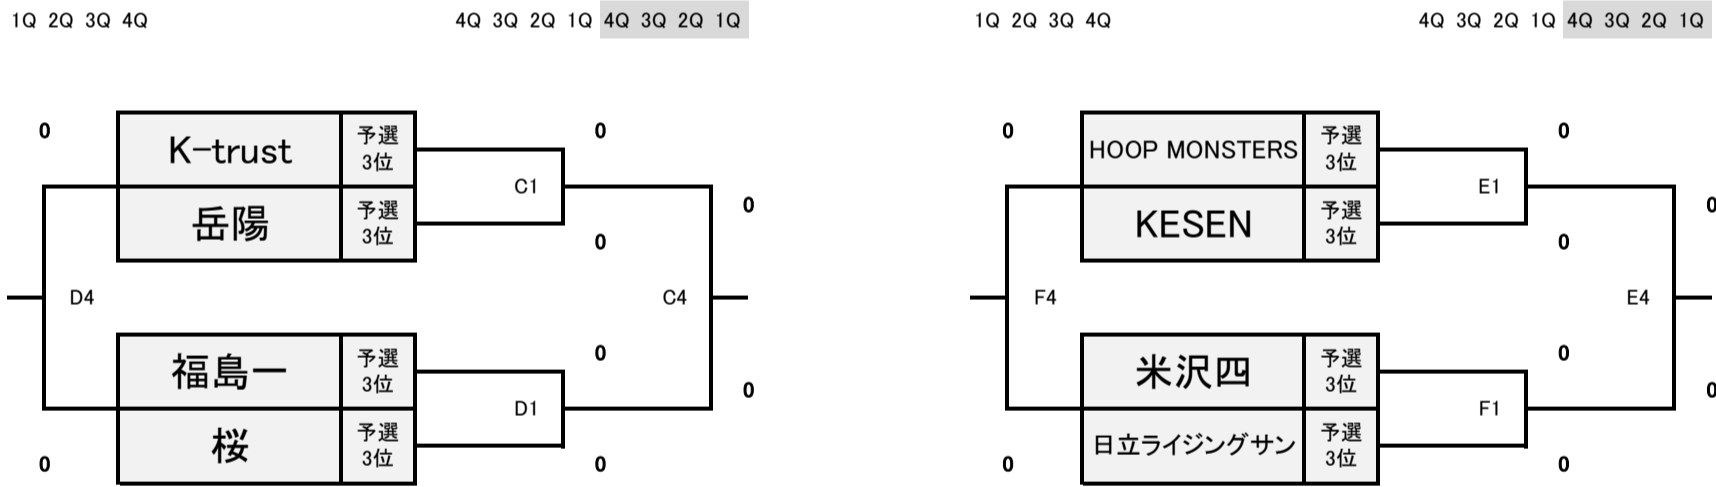 1Q 2Q 3Q 4Q
4Q 3Q 2Q 1Q 4Q 3Q 2Q 1Q
0
K-trust
予選
3位
0
C1
岳陽
予選
3位
0
0
D4
C4
福島一
予選
3位
0
0
D1
0
桜
予選
3位
0
1Q 2Q 3Q 4Q
4Q 3Q 2Q 1Q 4Q 3Q 2Q 1Q
0
HOOP MONSTERS
予選
3位
0
E1
KESEN
予選
3位
0
0
F4
E4
米沢四
予選
3位
0
0
F1
0
日立ライジングサン
予選
3位
0